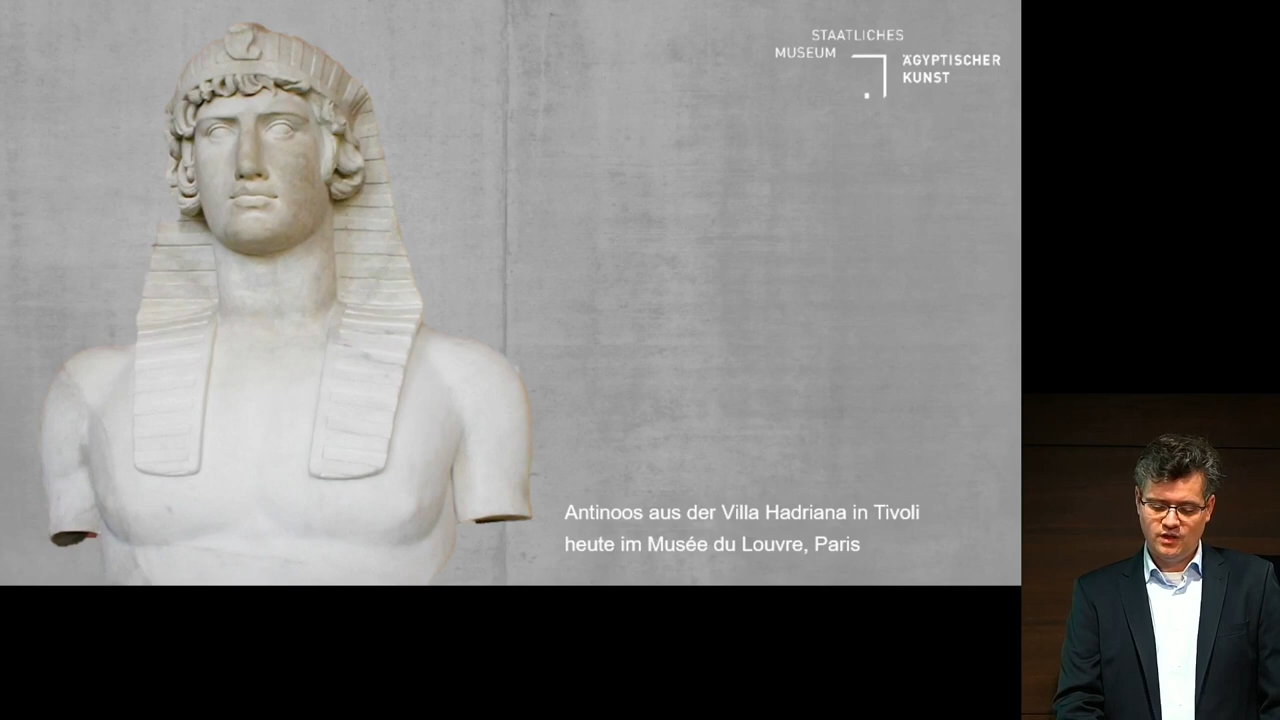 STAATLICHES
MUSEUM
ÄGYPTISCHER
KUNST
Antinoos aus der Villa Hadriana in Tivoli
heute im Musée du Louvre, Paris